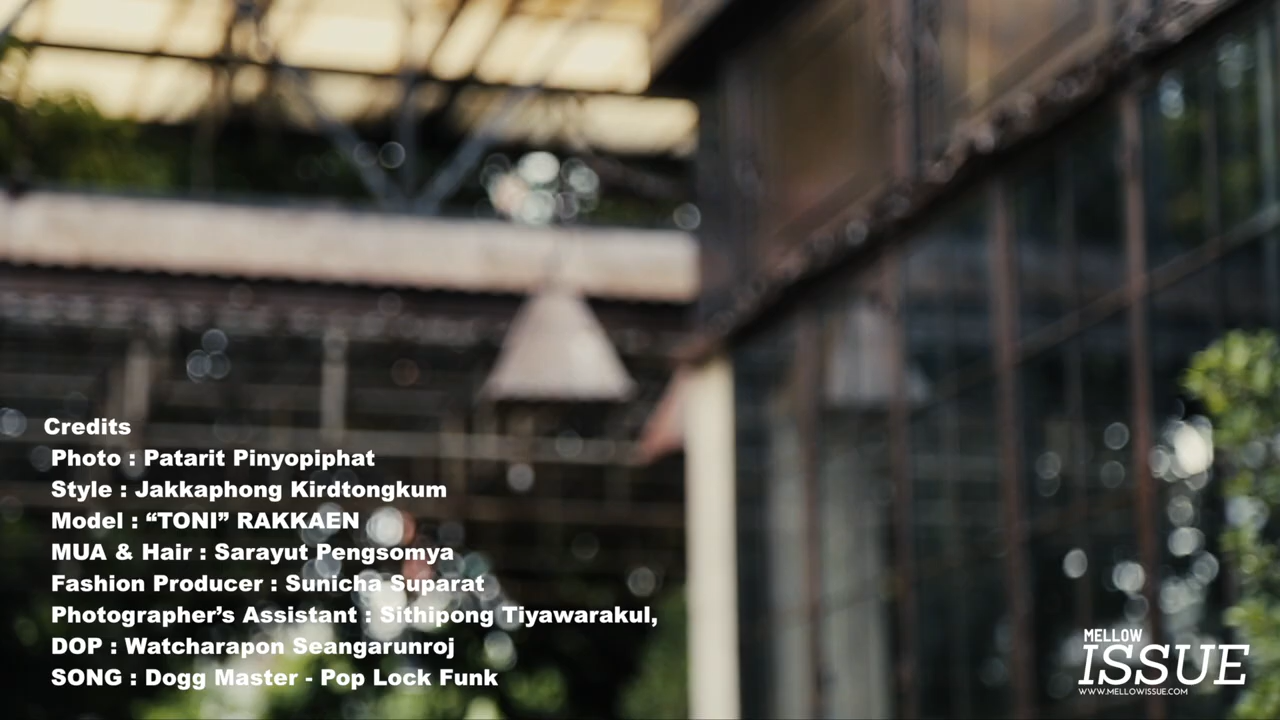 Credits
Photo : Patarit Pinyopiphat
Style : Jakkaphong Kirdtongkum
Model : “TONI” RAKKAEN
MUA & Hair : Sarayut Pengsomya
Fashion Producer : Sunicha Suparat
Photographer’s Assistant : Sithipong Tiyawarakul,
DOP : Watcharapon Seangarunroj
SONG : Dogg Master - Pop Lock Funk
MELLOW
ISSUE
WWW.MELLOWISSUE.COM